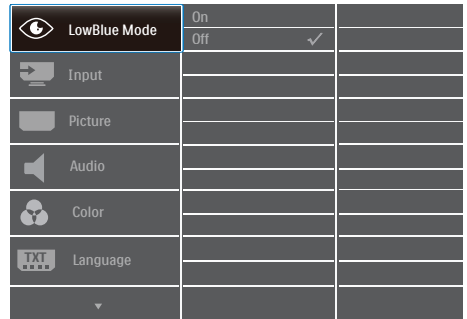 LowBlue Mode
On
Off
Input
Picture
Audio
Color
TXT
Language